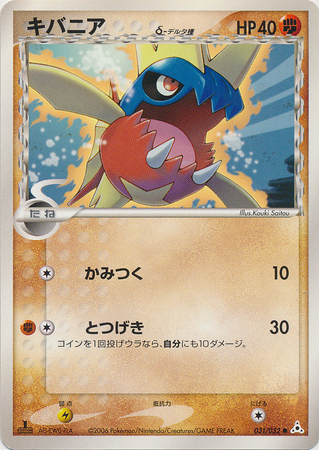 キバニア
δ-デルタ種
HP40
Illus.Kouki Saitou
たね
かみつく 10
とつげき 30
コインを1回投げウラなら、自分にも10ダメージ。
弱点 抵抗力 にげる
1 EDITION
©2006 Pokémon/Nintendo/Creatures/GAME FREAK
031/052 ●